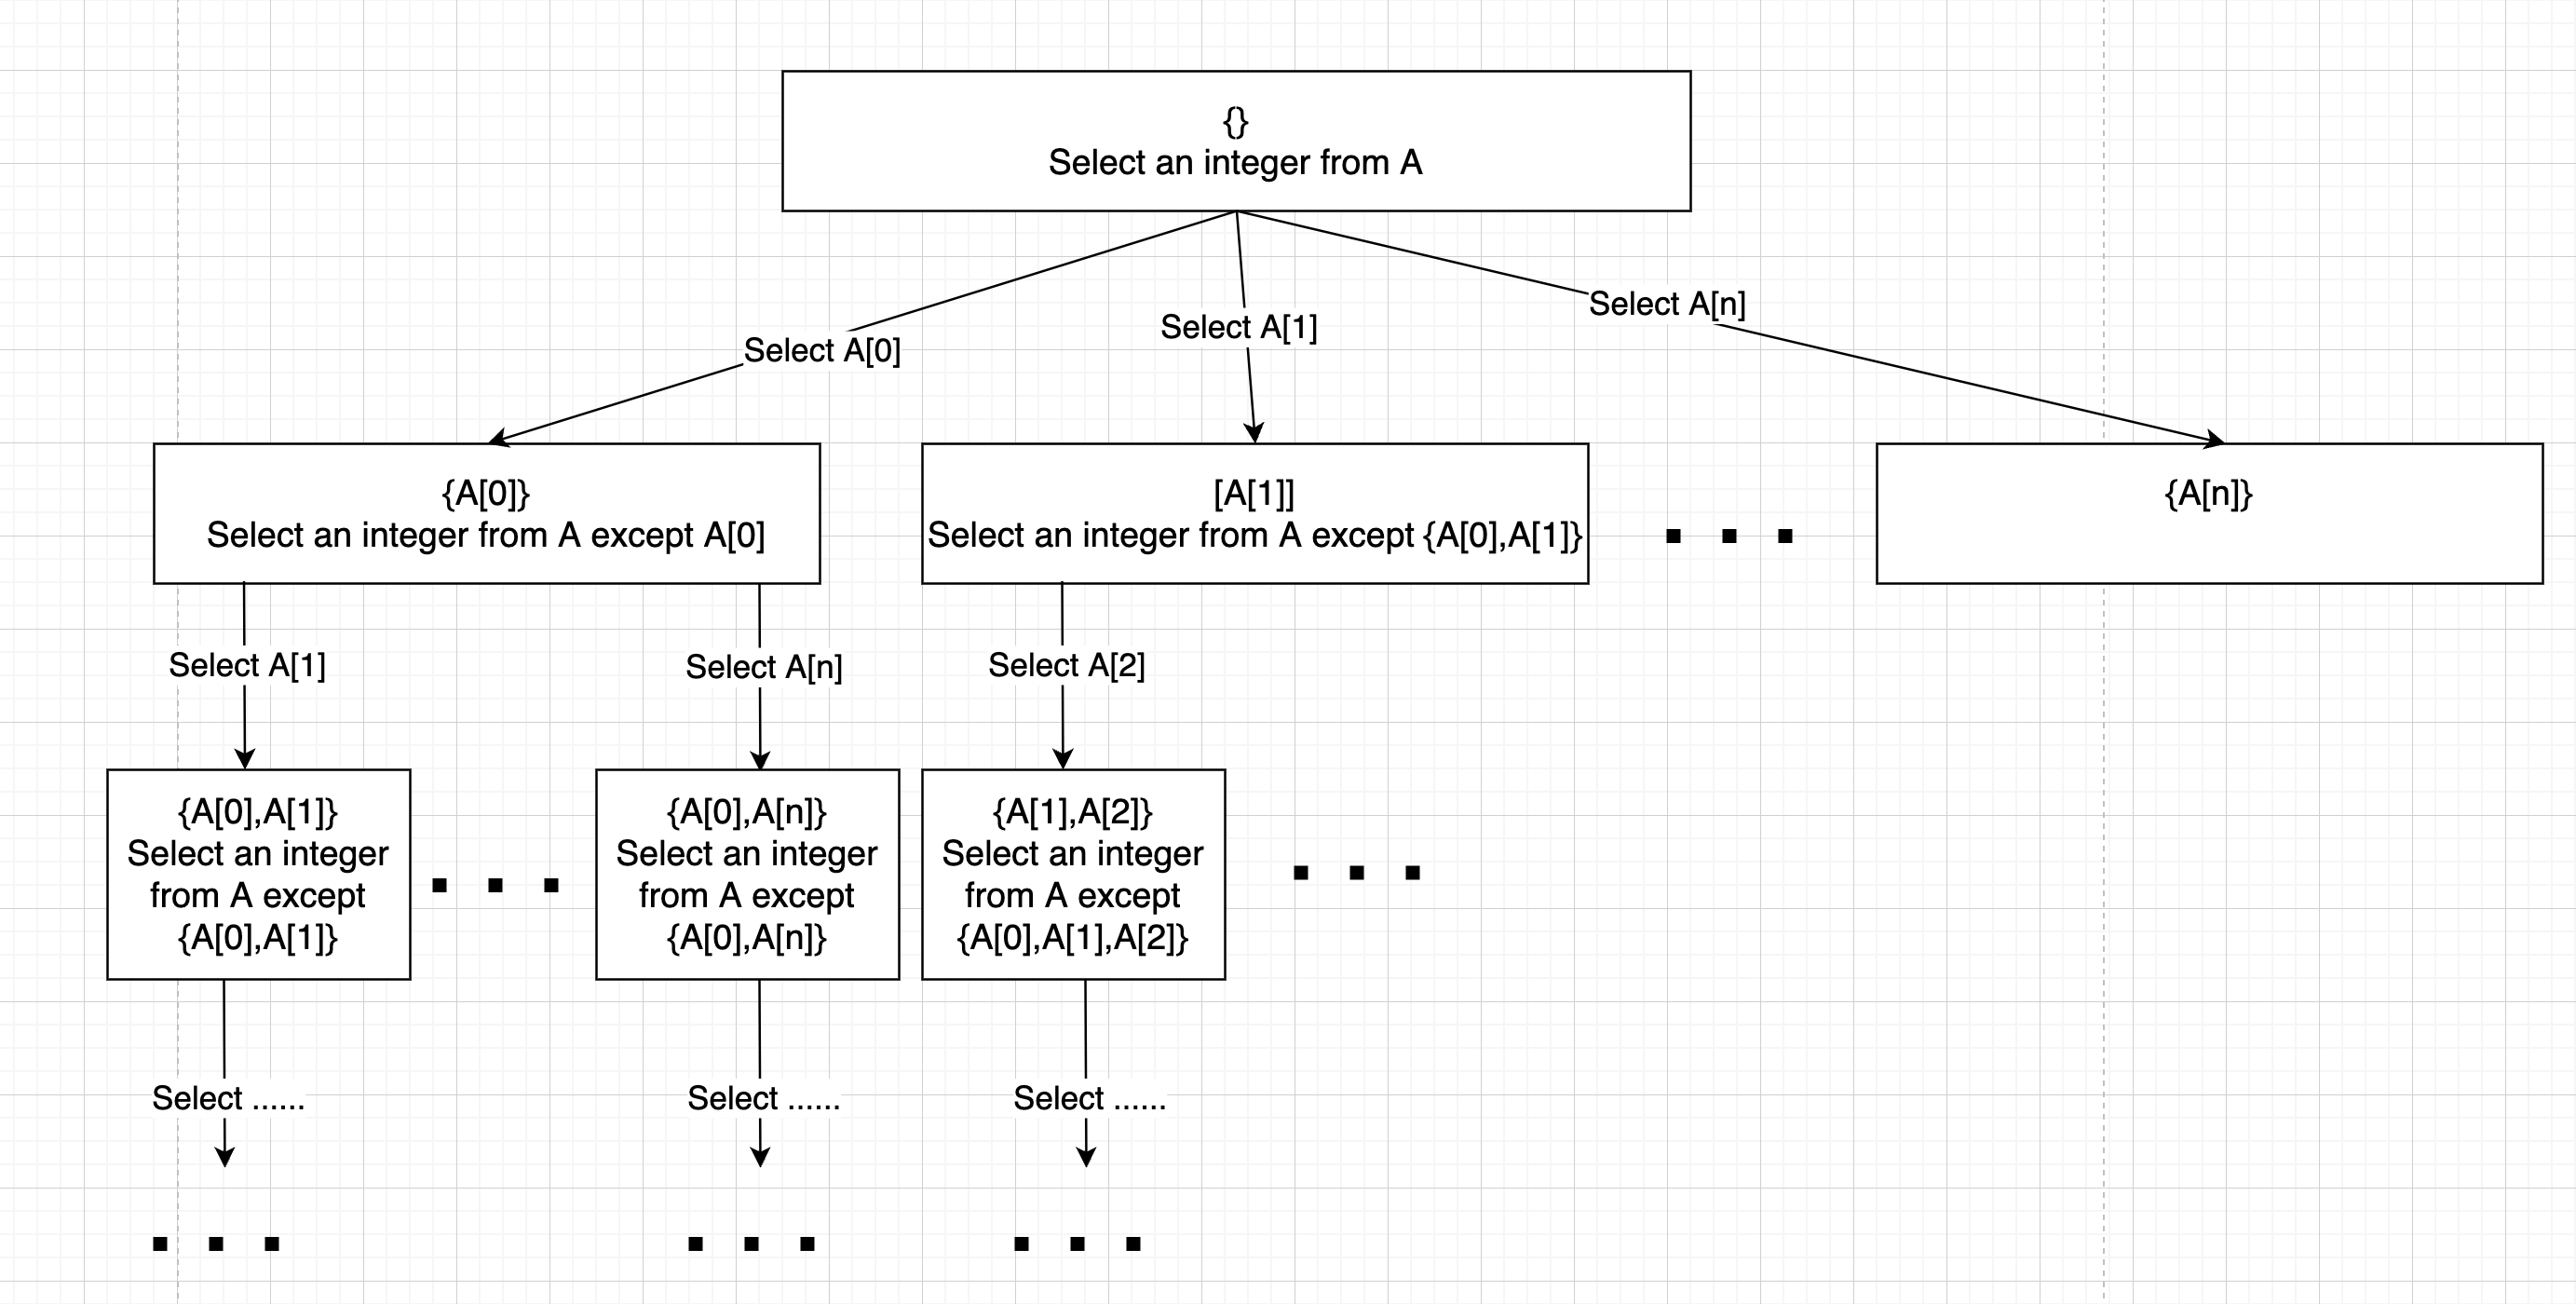 {}
Select an integer from A
Select A[0]
Select A[1]
Select A[n]
{A[0]}
Select an integer from A except A[0]
[A[1]]
Select an integer from A except {A[0],A[1]}
{A[n]}
Select A[1]
Select A[n]
Select A[2]
{A[0],A[1]}
Select an integer
from A except
{A[0],A[1]}
{A[0],A[n]}
Select an integer
from A except
{A[0],A[n]}
{A[1],A[2]}
Select an integer
from A except
{A[0],A[1],A[2]}
Select ......
Select ......
Select ......